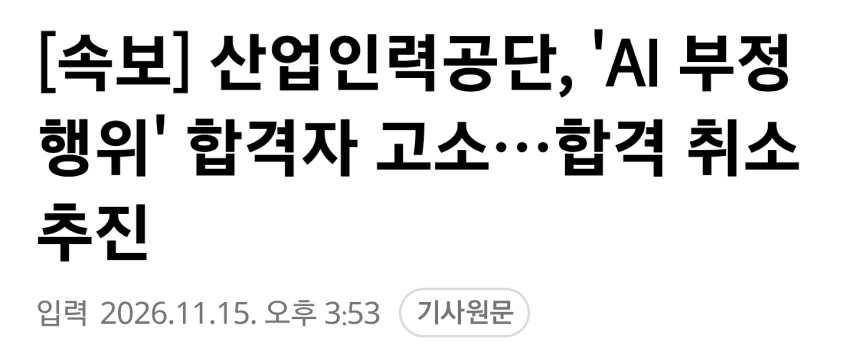 [속보] 산업인력공단, 'AI 부정
행위' 합격자 고소…합격 취소
추진
입력 2026.11.15. 오후 3:53 기사원문